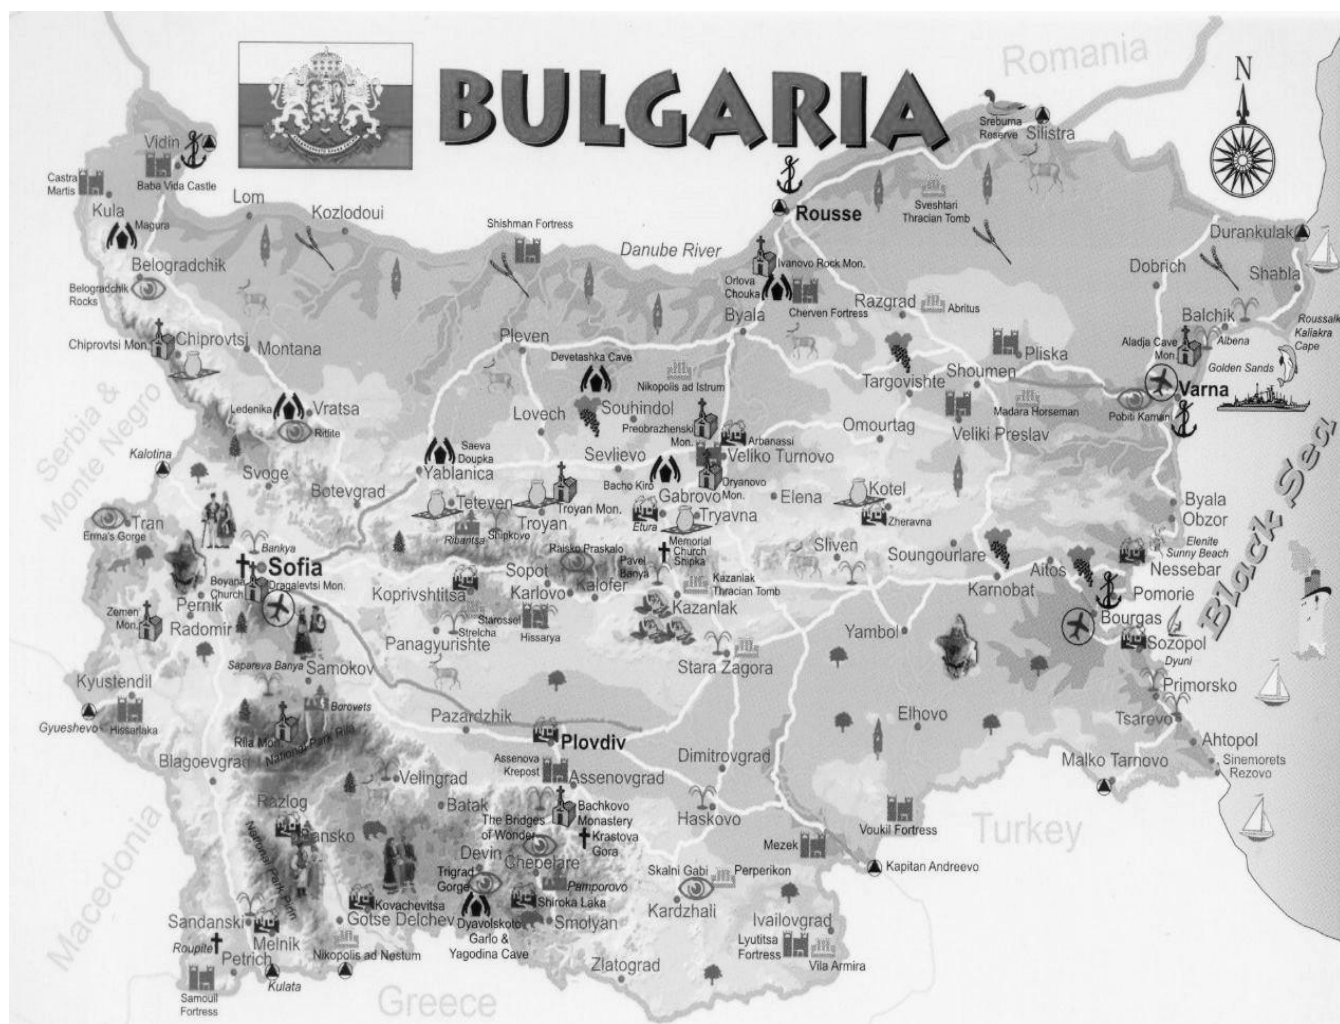 BULGARIA
Romania
N
Vidin
Baba Vida Castle
Castra
Martis
Kula
Magura
Lom
Kozlodoui
Shishman Fortress
Danube River
Rousse
Sreburna
Reserve
Silistra
Sveshtari
Thracian Tomb
Durankulak
Dobrich
Shabla
Belogradchik
Belogradchik
Rocks
Ivanovo Rock Mon.
Orlova
Chouka
Cherven Fortress
Razgrad
Abritus
Balchik
Albena
Kaliakra
Cape
Byala
Chiprovtsi Mon.
Chiprovtsi
Montana
Pleven
Devetashka Cave
Nikopolis ad Istrum
Pliska
Aladja Cave
Mon.
Golden Sands
Targovishte
Shoumen
Varna
Serbia &
Monte Negro
Ledenika
Vratsa
Ritlite
Lovech
Souhindol
Preobrazhenski
Mon.
Arbanassi
Madara Horseman
Pobiti Kamani
Omourtag
Veliki Preslav
Kalotina
Svoge
Botevgrad
Saeva
Doupka
Yablanica
Sevlievo
Veliko Turnovo
Bacho Kiro
Dryanovo
Mon.
Gabrovo
Elena
Kotel
Zheravna
Teteven
Troyan Mon.
Troyan
Ribaritsa
Shipkovo
Etura
Tryavna
Byala
Obzor
Black Sea
Tran
Erma's Gorge
Bankya
Sofia
Boyana
Church
Dragalevtsi Mon.
Raisko Praskalo
Pavel
Banya
Memorial
Church
Shipka
Sliven
Soungourlare
Aitos
Elenite
Sunny Beach
Nessebar
Pernik
Zemen
Mon.
Radomir
Koprivshtitsa
Sopot
Karlovo
Kalofer
Kazanlak
Thracian Tomb
Kazanlak
Karnobat
Pomorie
Bourgas
Starossel
Hissarya
Strelcha
Panagyurishte
Yambol
Sozopol
Dyuni
Stara Zagora
Sapareva Banya
Samokov
Kyustendil
Gyueshevo
Hissarlaka
Borovets
Rila Mon.
National Park Rila
Primorsko
Tsarevo
Pazardzhik
Plovdiv
Elhovo
Ahtopol
Sinemorets
Rezovo
Blagoevgrad
Assenova
Krepost
Assenovgrad
Dimitrovgrad
Malko Tarnovo
Velingrad
Batak
Razlog
Bansko
National Park Pirin
Bachkovo
Monastery
The Bridges
of Wonder
Krastova
Gora
Haskovo
Voukil Fortress
Turkey
Macedonia
Devin
Chepelare
Trigrad
Gorge
Pamporovo
Mezek
Kapitan Andreevo
Skalni Gabi
Perperikon
Kardzhali
Kovachevitsa
Shiroka Laka
Gotse Delchev
Smolyan
Dyavolskoto
Garlo &
Yagodina Cave
Sandanski
Melnik
Roupite
Petrich
Nikopolis ad Nestum
Ivailovgrad
Lyutitsa
Fortress
Vila Armira
Zlatograd
Samouil
Fortress
Kulata
Greece